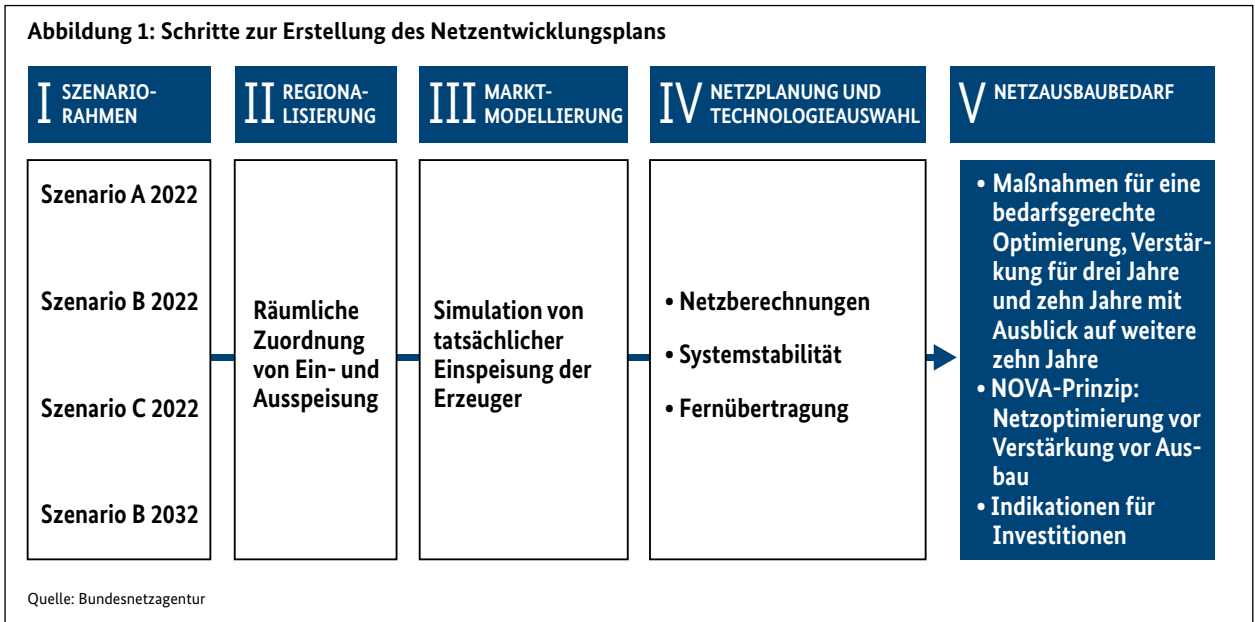 Abbildung 1: Schritte zur Erstellung des Netzentwicklungsplans
I SZENARIO-
RAHMEN
II REGIONA-
LISIERUNG
III MARKT-
MODELLIERUNG
IV NETZPLANUNG UND
TECHNOLOGIEAUSWAHL
V NETZAUSBAUBEDARF
Szenario A 2022
Szenario B 2022
Szenario C 2022
Szenario B 2032
Räumliche
Zuordnung
von Ein- und
Ausspeisung
Simulation von
tatsächlicher
Einspeisung der
Erzeuger
• Netzberechnungen
• Systemstabilität
• Fernübertragung
• Maßnahmen für eine
bedarfsgerechte
Optimierung, Verstär-
kung für drei Jahre
und zehn Jahre mit
Ausblick auf weitere
zehn Jahre
• NOVA-Prinzip:
Netzoptimierung vor
Verstärkung vor Aus-
bau
• Indikationen für
Investitionen
Quelle: Bundesnetzagentur